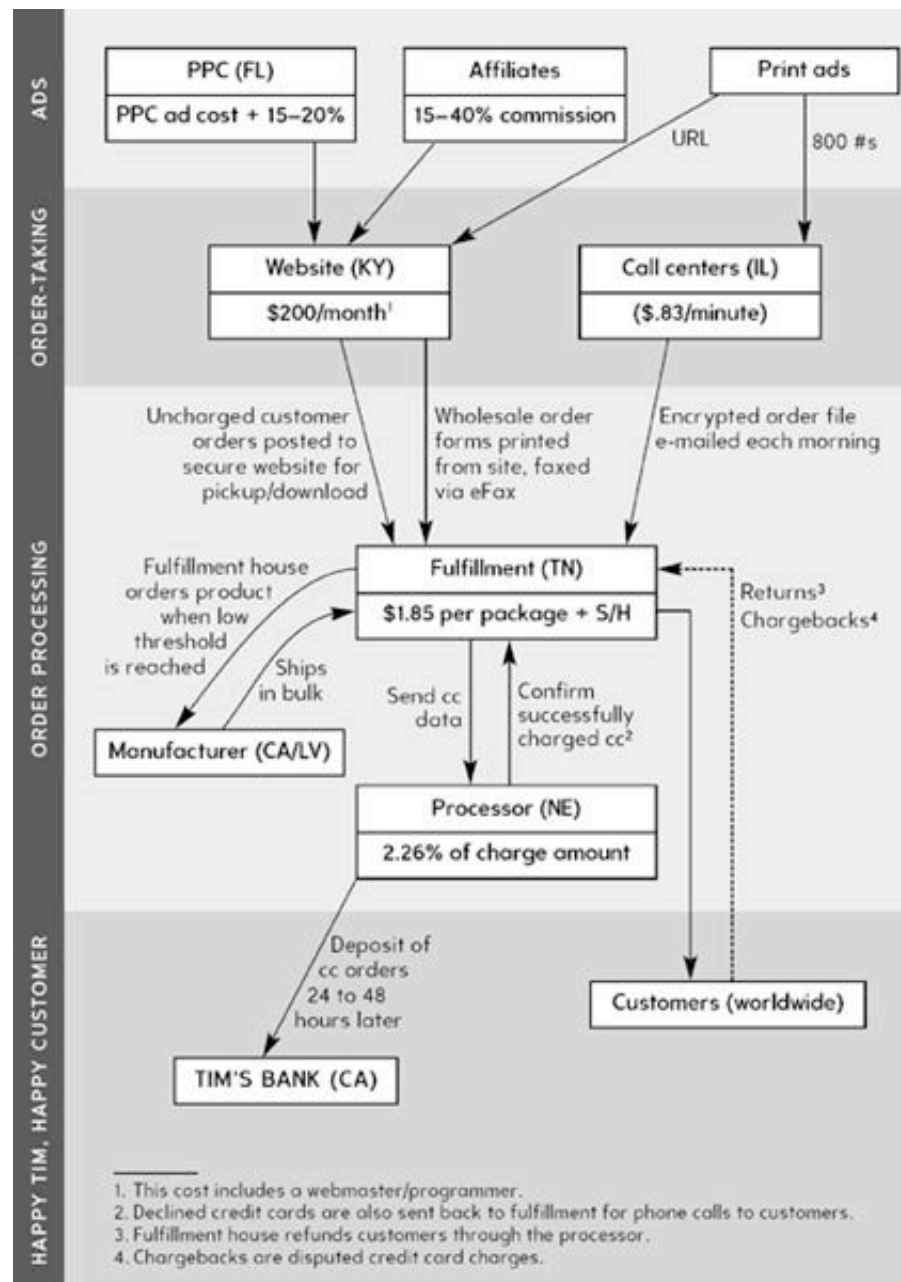 ADS
PPC (FL)
PPC ad cost + 15–20%
Affiliates
15–40% commission
Print ads
URL
800 #s
ORDER-TAKING
Website (KY)
$200/month¹
Call centers (IL)
($.83/minute)
Uncharged customer
orders posted to
secure website for
pickup/download
Wholesale order
forms printed
from site, faxed
via eFax
Encrypted order file
e-mailed each morning
ORDER PROCESSING
Fulfillment (TN)
$1.85 per package + S/H
Fulfillment house
orders product
when low
threshold
is reached
Ships
in bulk
Manufacturer (CA/LV)
Send cc
data
Confirm
successfully
charged cc²
Returns³
Chargebacks⁴
Processor (NE)
2.26% of charge amount
HAPPY TIM, HAPPY CUSTOMER
Deposit of
cc orders
24 to 48
hours later
Customers (worldwide)
TIM'S BANK (CA)
1. This cost includes a webmaster/programmer.
2. Declined credit cards are also sent back to fulfillment for phone calls to customers.
3. Fulfillment house refunds customers through the processor.
4. Chargebacks are disputed credit card charges.